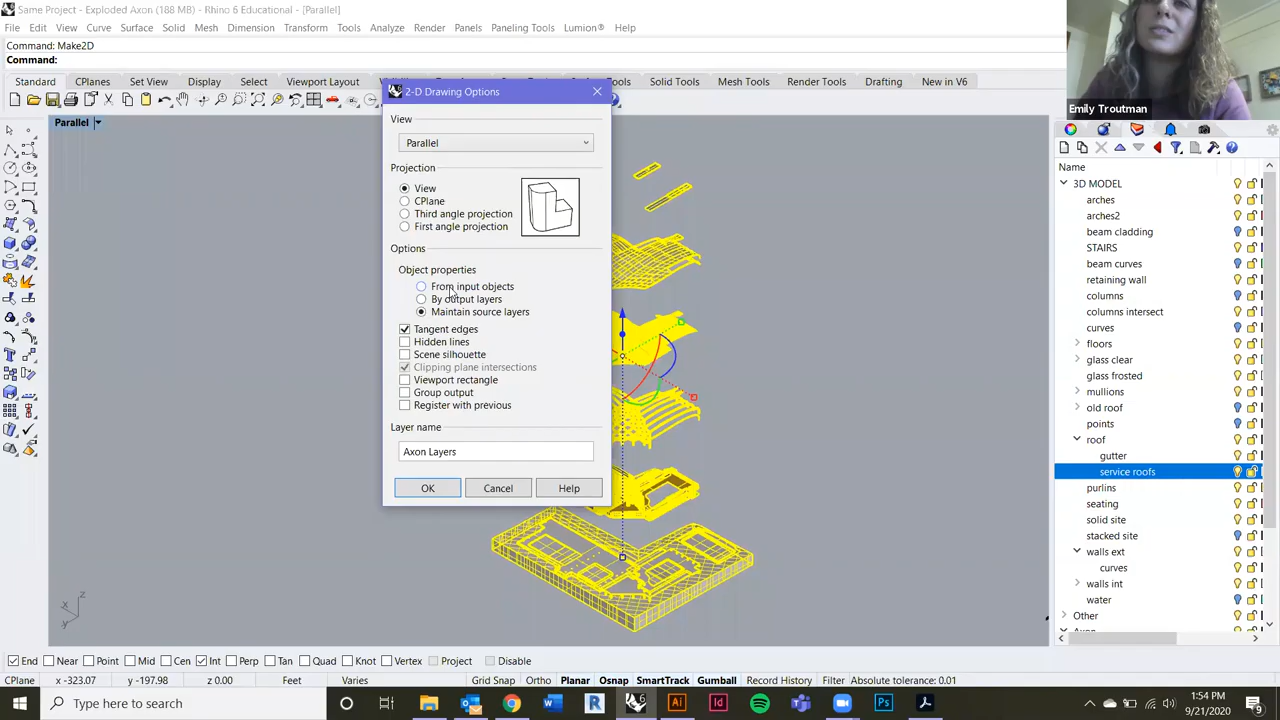 Same Project - Exploded Axon (188 MB) - Rhino 6 Educational - [Parallel]
File Edit View Curve Surface Solid Mesh Dimension Transform Tools Analyze Render Panels Paneling Tools Lumion® Help
Command: Make2D
Command:
Standard CPlanes Set View Display Select Viewport Layout Tools Solid Tools Mesh Tools Render Tools Drafting New in V6
Emily Troutman
Parallel
2-D Drawing Options
View
Parallel
Projection
View
CPlane
Third angle projection
First angle projection
Options
Object properties
From input objects
By output layers
Maintain source layers
Tangent edges
Hidden lines
Scene silhouette
Clipping plane intersections
Viewport rectangle
Group output
Register with previous
Layer name
Axon Layers
OK Cancel Help
Name
3D MODEL
arches
arches2
beam cladding
STAIRS
beam curves
retaining wall
columns
columns intersect
curves
floors
glass clear
glass frosted
mullions
old roof
points
roof
gutter
service roofs
purlins
seating
solid site
stacked site
walls ext
curves
walls int
water
Other
z
x
y
End Near Point Mid Cen Int Perp Tan Quad Knot Vertex Project Disable
CPlane x -323.07 y -197.98 z 0.00 Feet Varies Grid Snap Ortho Planar Osnap SmartTrack Gumball Record History Filter Absolute tolerance: 0.01
Type here to search
1:54 PM
9/21/2020